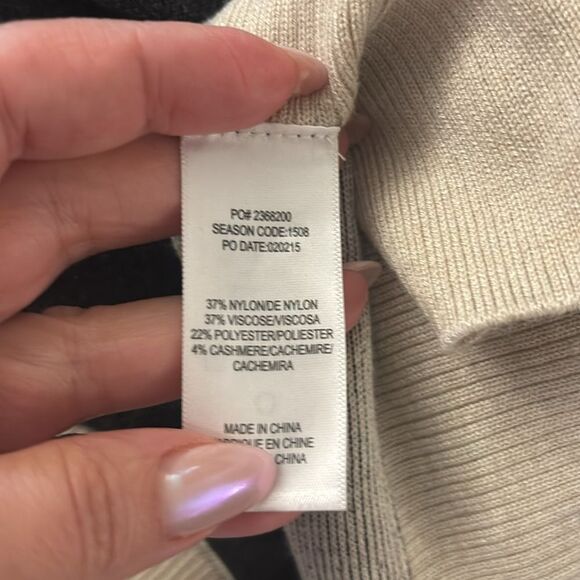 PO# 2368200
SEASON CODE:1508
PO DATE:020215
37% NYLON/DE NYLON
37% VISCOSE/VISCOSA
22% POLYESTER/POLIESTER
4% CASHMERE/CACHEMIRE/
CACHEMIRA
MADE IN CHINA
EN CHINE
CHINA